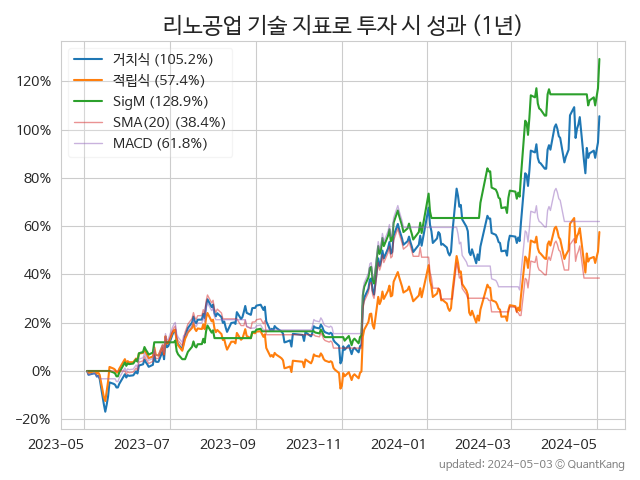 리노공업 기술 지표로 투자 시 성과 (1년)
거치식 (105.2%)
적립식 (57.4%)
SigM (128.9%)
SMA(20) (38.4%)
MACD (61.8%)
120%
100%
80%
60%
40%
20%
0%
−20%
2023-05 2023-07 2023-09 2023-11 2024-01 2024-03 2024-05
updated: 2024-05-03 © QuantKang